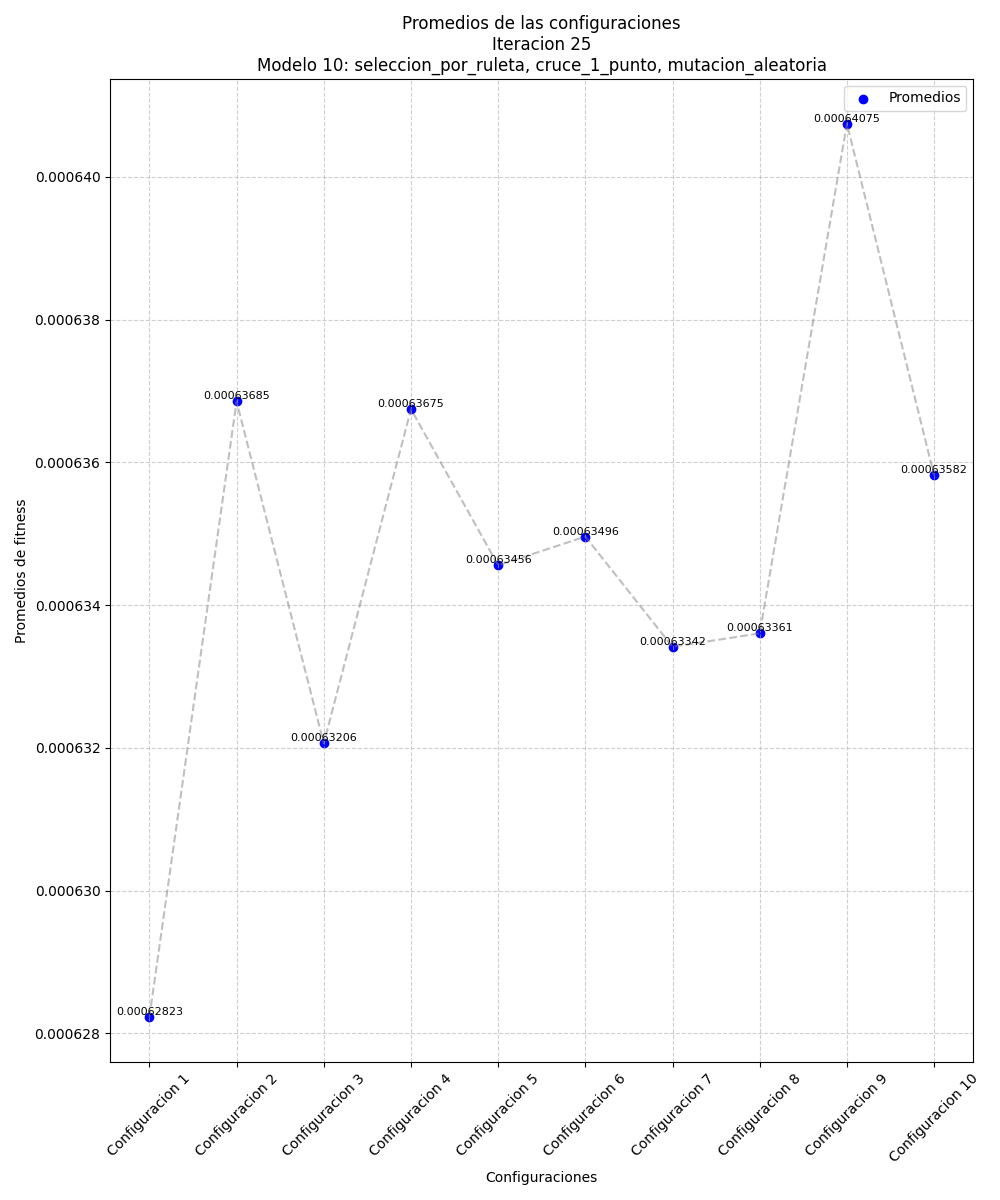 Promedios de las configuraciones
Iteracion 25
Modelo 10: seleccion_por_ruleta, cruce_1_punto, mutacion_aleatoria
Promedios
0.00064075
0.000640
0.000638
0.00063685
0.00063675
0.000636
0.00063582
0.00063496
0.00063456
0.000634
0.00063361
0.00063342
0.00063206
0.000632
0.000630
0.00062823
0.000628
Promedios de fitness
Configuracion 1
Configuracion 2
Configuracion 3
Configuracion 4
Configuracion 5
Configuracion 6
Configuracion 7
Configuracion 8
Configuracion 9
Configuracion 10
Configuraciones